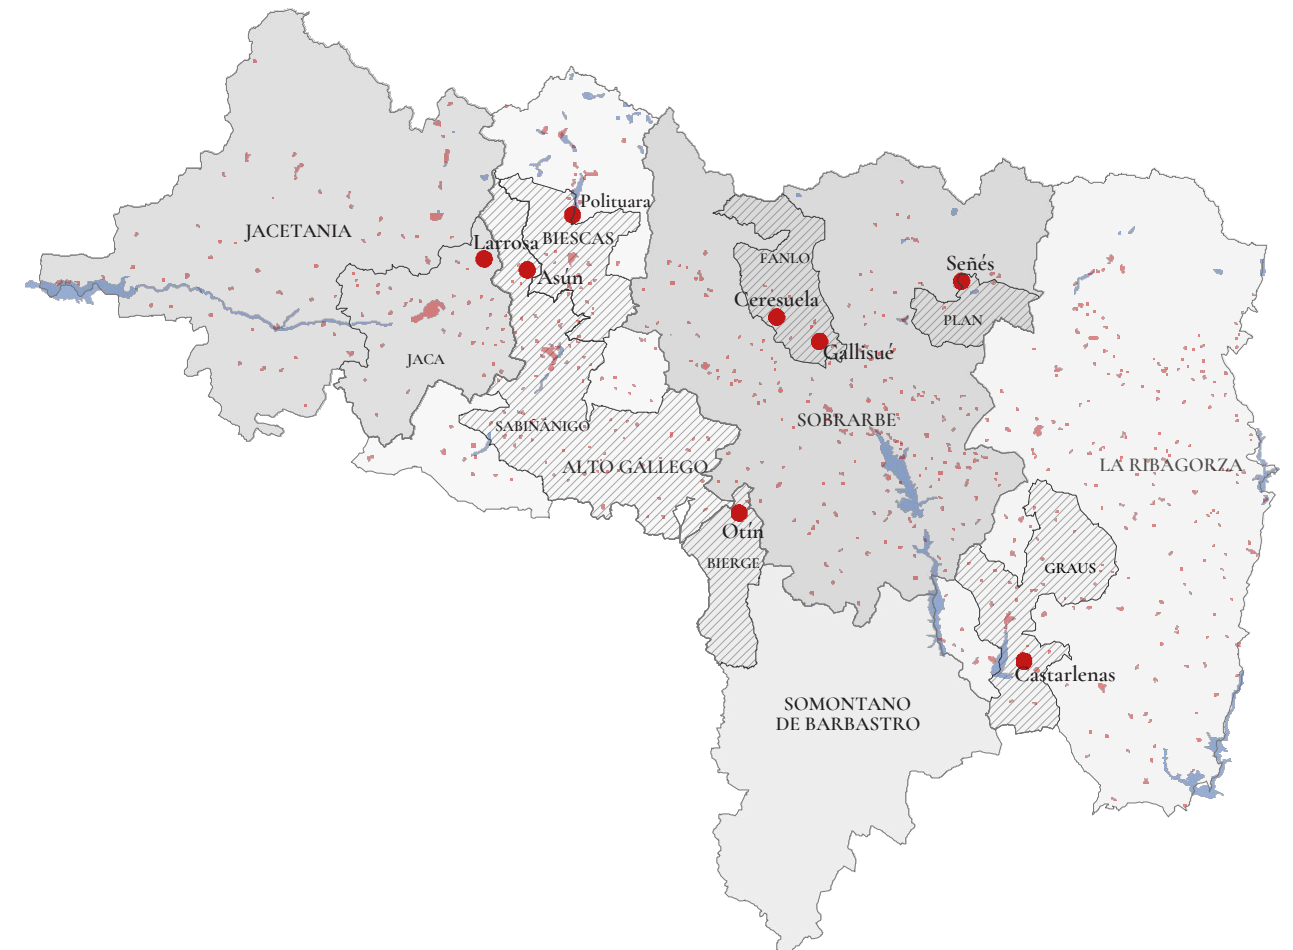 Polituara
JACETANIA
BIESCAS
Larrosa
FANLO
Señés
Asún
Ceresuela
PLAN
Gallisué
JACA
SOBRARBE
SABIÑÁNIGO
ALTO GÁLLEGO
LA RIBAGORZA
Otín
BIERGE
GRAUS
Castarlenas
SOMONTANO
DE BARBASTRO